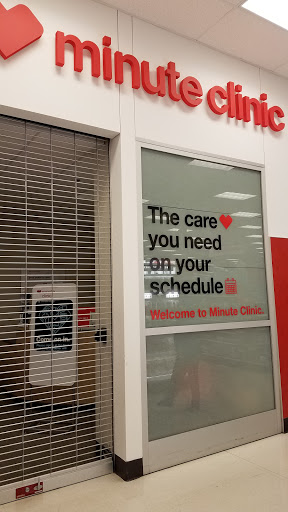 minute clinic
The care
you need
on your
schedule
Welcome to Minute Clinic.